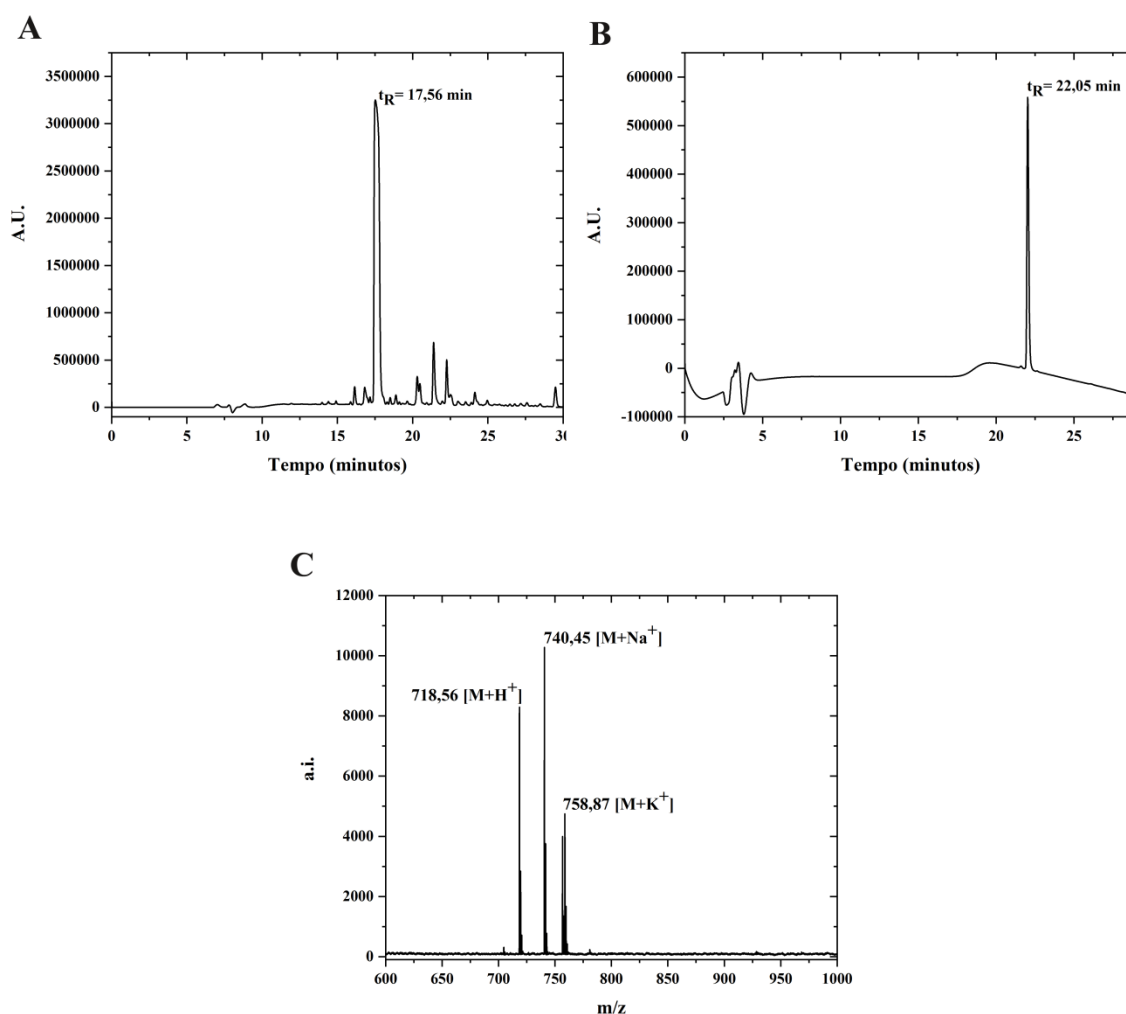 A
3500000
3000000
2500000
2000000
1500000
1000000
500000
0
A.U.
tR= 17,56 min
0 5 10 15 20 25 30
Tempo (minutos)
B
600000
500000
400000
300000
200000
100000
0
-100000
A.U.
tR= 22,05 min
0 5 10 15 20 25
Tempo (minutos)
C
12000
10000
8000
6000
4000
2000
0
a.i.
740,45 [M+Na+]
718,56 [M+H+]
758,87 [M+K+]
600 650 700 750 800 850 900 950 1000
m/z